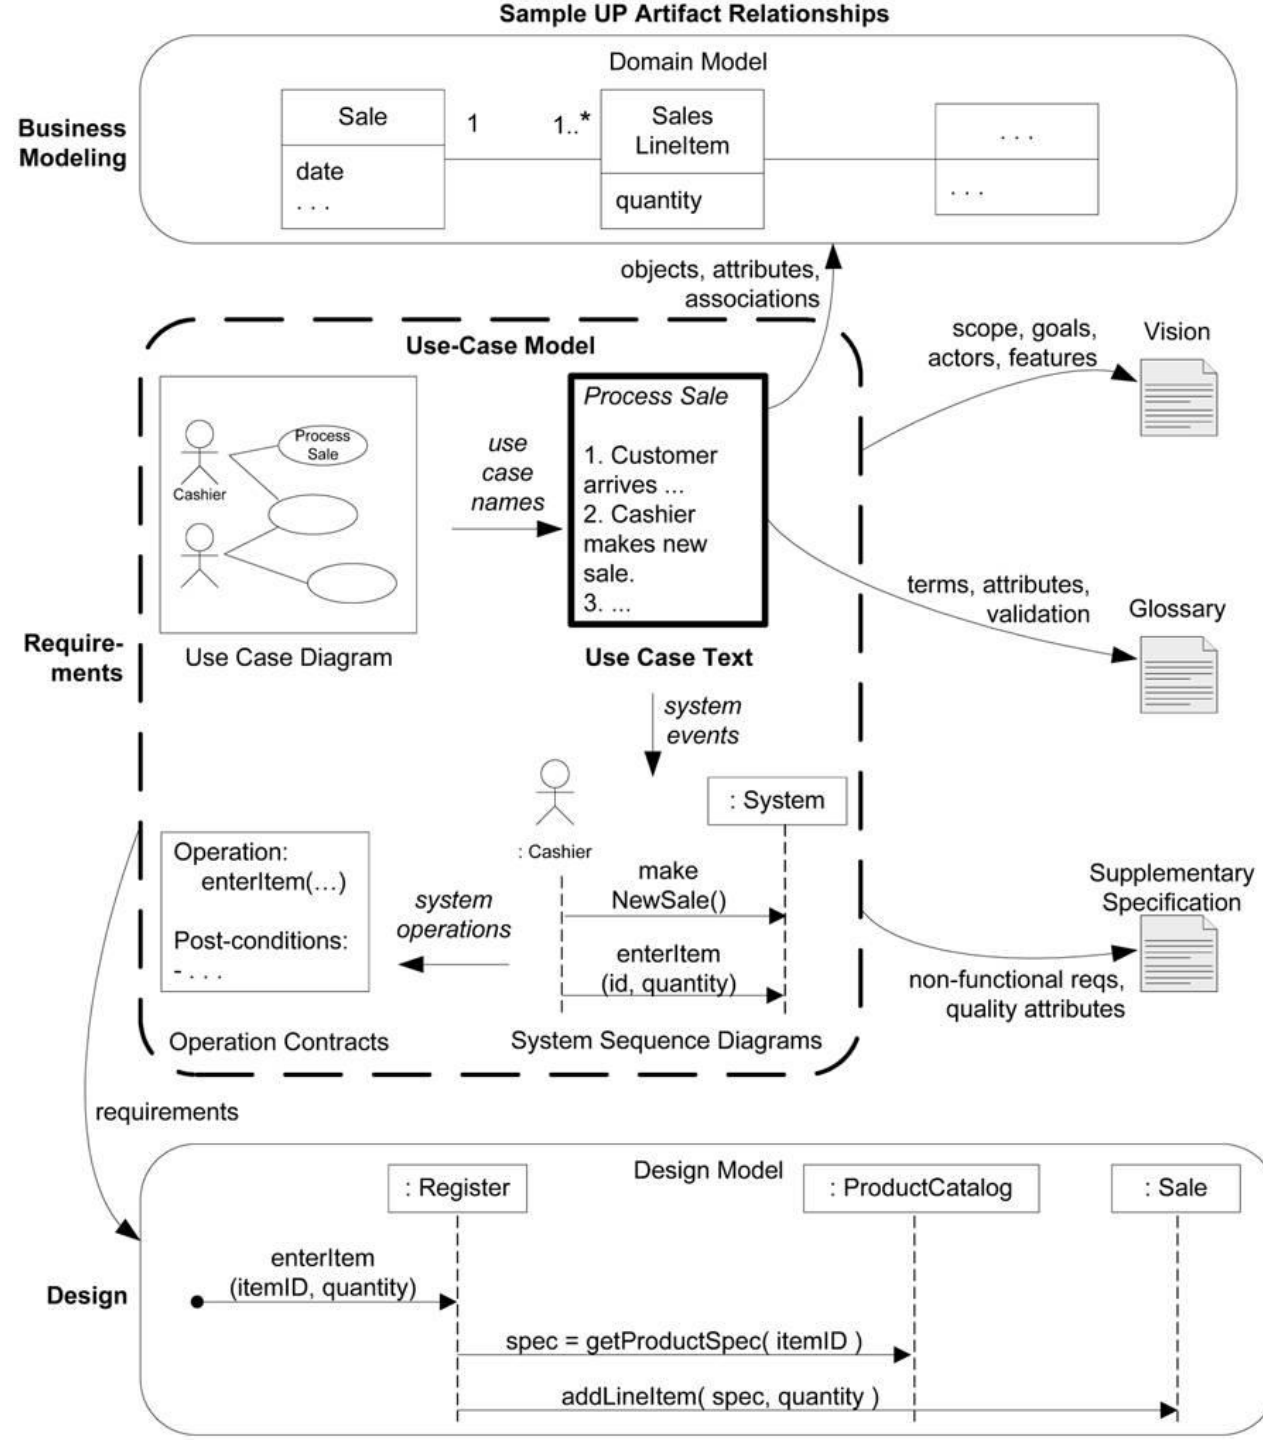 Sample UP Artifact Relationships
Domain Model
Business
Modeling
Sale
1
1..*
Sales
LineItem
. . .
date
. . .
quantity
. . .
objects, attributes,
associations
Use-Case Model
scope, goals,
actors, features
Vision
Process
Sale
Cashier
use
case
names
Process Sale
1. Customer
arrives ...
2. Cashier
makes new
sale.
3. ...
terms, attributes,
validation
Glossary
Require-
ments
Use Case Diagram
Use Case Text
system
events
: System
: Cashier
Operation:
enterItem(…)
Post-conditions:
- . . .
system
operations
make
NewSale()
enterItem
(id, quantity)
Supplementary
Specification
non-functional reqs,
quality attributes
Operation Contracts
System Sequence Diagrams
requirements
Design Model
: Register
: ProductCatalog
: Sale
Design
enterItem
(itemID, quantity)
spec = getProductSpec( itemID )
addLineItem( spec, quantity )